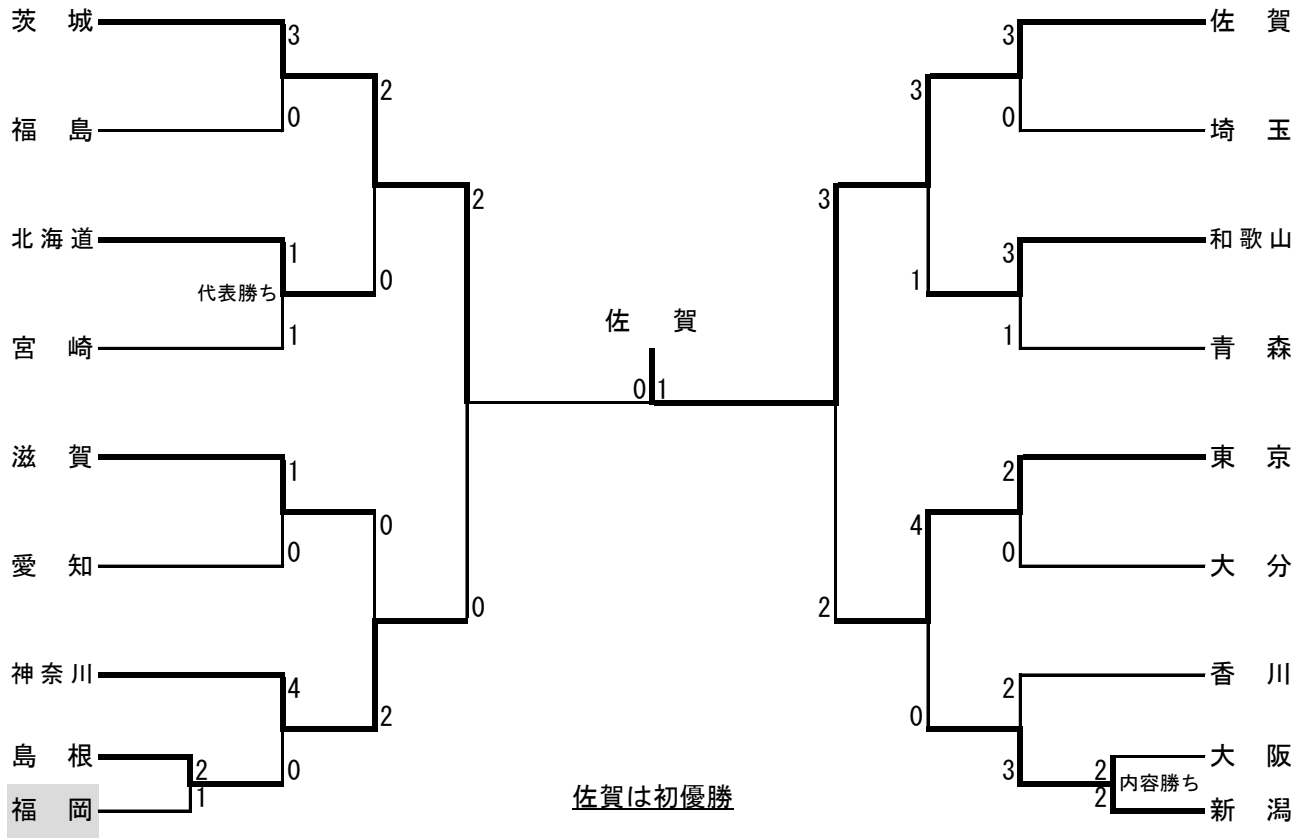 茨 城
3
2
福 島
0
2
北海道
1
代表勝ち
0
宮 崎
1
滋 賀
1
0
愛 知
0
0
神奈川
4
2
島 根
2
0
福 岡
1
佐 賀
0 1
佐賀は初優勝
佐 賀
3
3
埼 玉
0
3
和歌山
3
1
青 森
1
東 京
2
4
大 分
0
2
香 川
2
0
大 阪
3
2
内容勝ち
新 潟
2